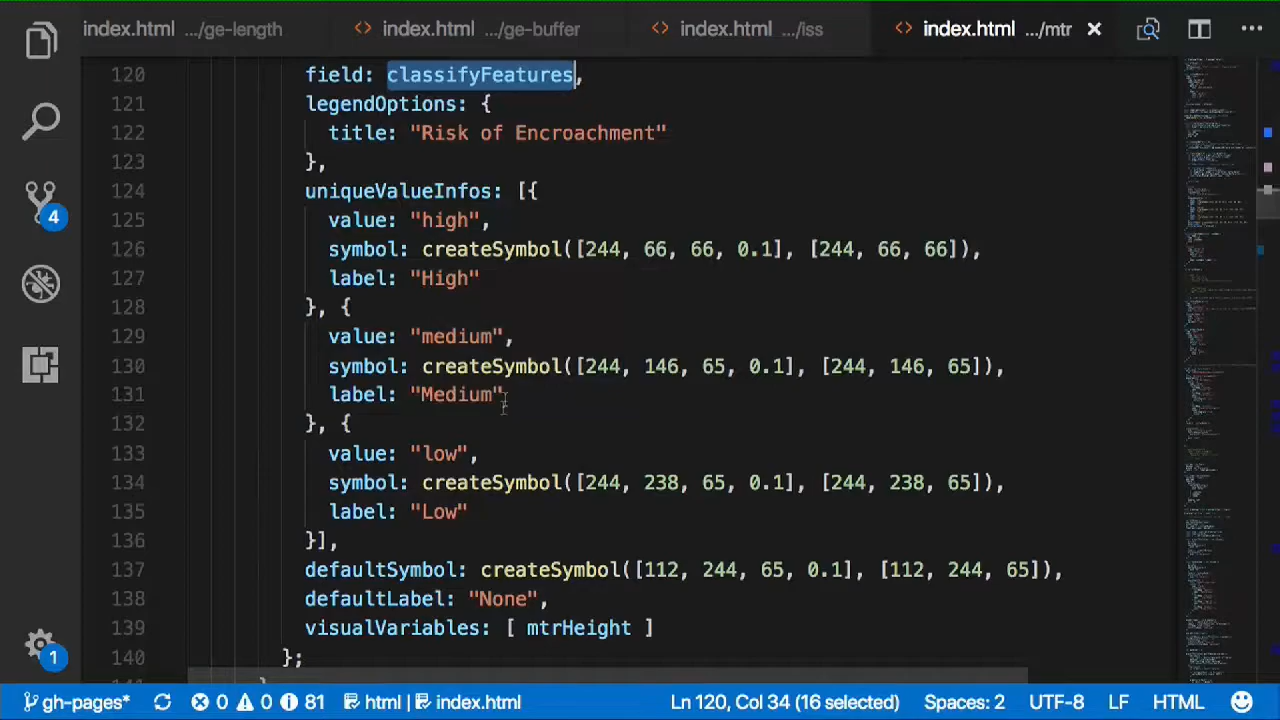 index.html .../ge-length index.html .../ge-buffer index.html .../lss index.html .../mtr
120 field: classifyFeatures,
121 legendOptions: {
122 title: "Risk of Encroachment"
123 },
124 uniqueValueInfos: [{
125 value: "high",
126 symbol: createSymbol([244, 66, 66, 0.1], [244, 66, 66]),
127 label: "High"
128 }, {
129 value: "medium",
130 symbol: createSymbol([244, 146, 65, 0.1], [244, 146, 65]),
131 label: "Medium"
132 }, {
133 value: "low",
134 symbol: createSymbol([244, 238, 65, 0.1], [244, 238, 65]),
135 label: "Low"
136 }],
137 defaultSymbol: createSymbol([112, 244, 65, 0.1], [112, 244, 65]),
138 defaultLabel: "None",
139 visualVariables: [ mtrHeight ]
140 };
4
1
gh-pages* 0 0 81 html index.html Ln 120, Col 34 (16 selected) Spaces: 2 UTF-8 LF HTML